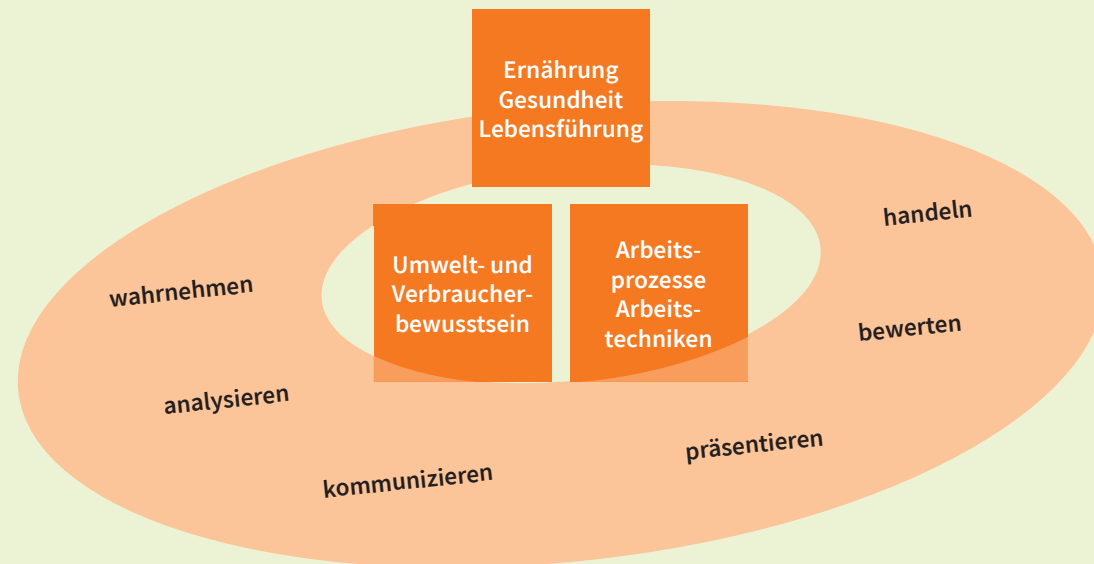 Ernährung
Gesundheit
Lebensführung
Umwelt- und
Verbraucher-
bewusstsein
Arbeits-
prozesse
Arbeits-
techniken
wahrnehmen
analysieren
kommunizieren
präsentieren
bewerten
handeln